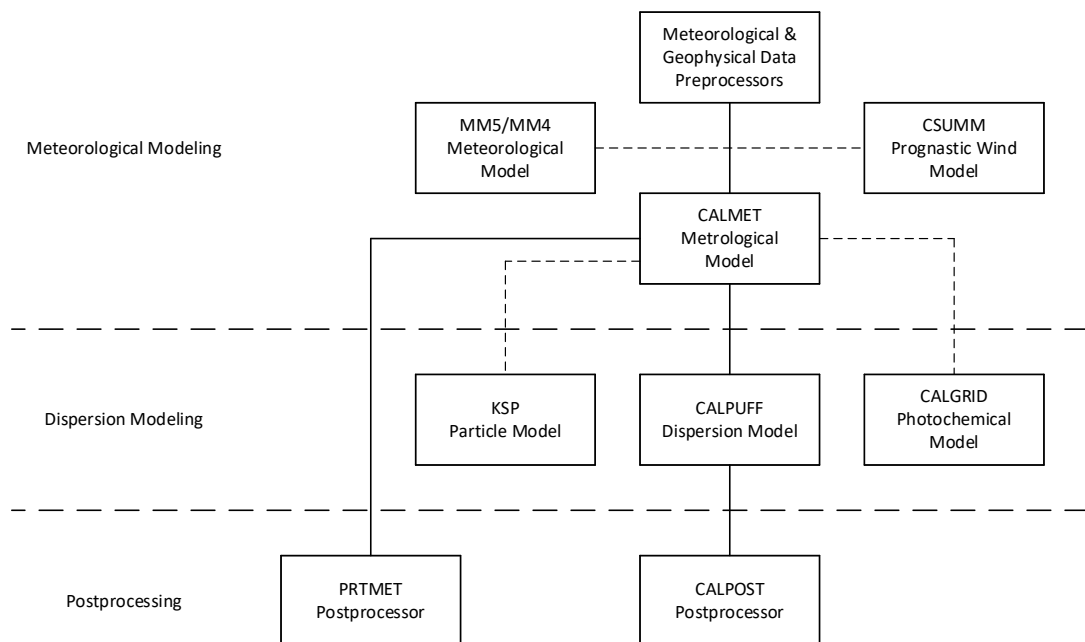 Meteorological &
Geophysical Data
Preprocessors
MM5/MM4
Meteorological
Model
CSUMM
Prognastic Wind
Model
Meteorological Modeling
CALMET
Metrological
Model
KSP
Particle Model
CALPUFF
Dispersion Model
CALGRID
Photochemical
Model
Dispersion Modeling
PRTMET
Postprocessor
CALPOST
Postprocessor
Postprocessing